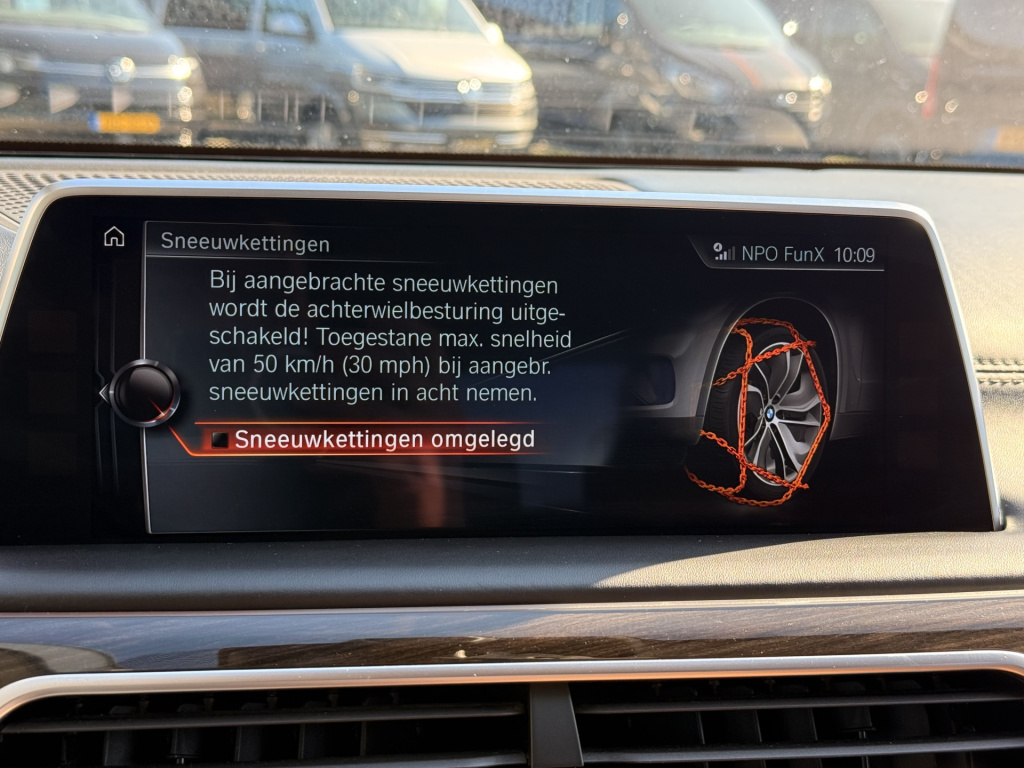 Sneeuwkettingen
NPO FunX 10:09
Bij aangebrachte sneeuwkettingen
wordt de achterwielbesturing uitge-
schakeld! Toegestane max. snelheid
van 50 km/h (30 mph) bij aangebr.
sneeuwkettingen in acht nemen.
Sneeuwkettingen omgelegd